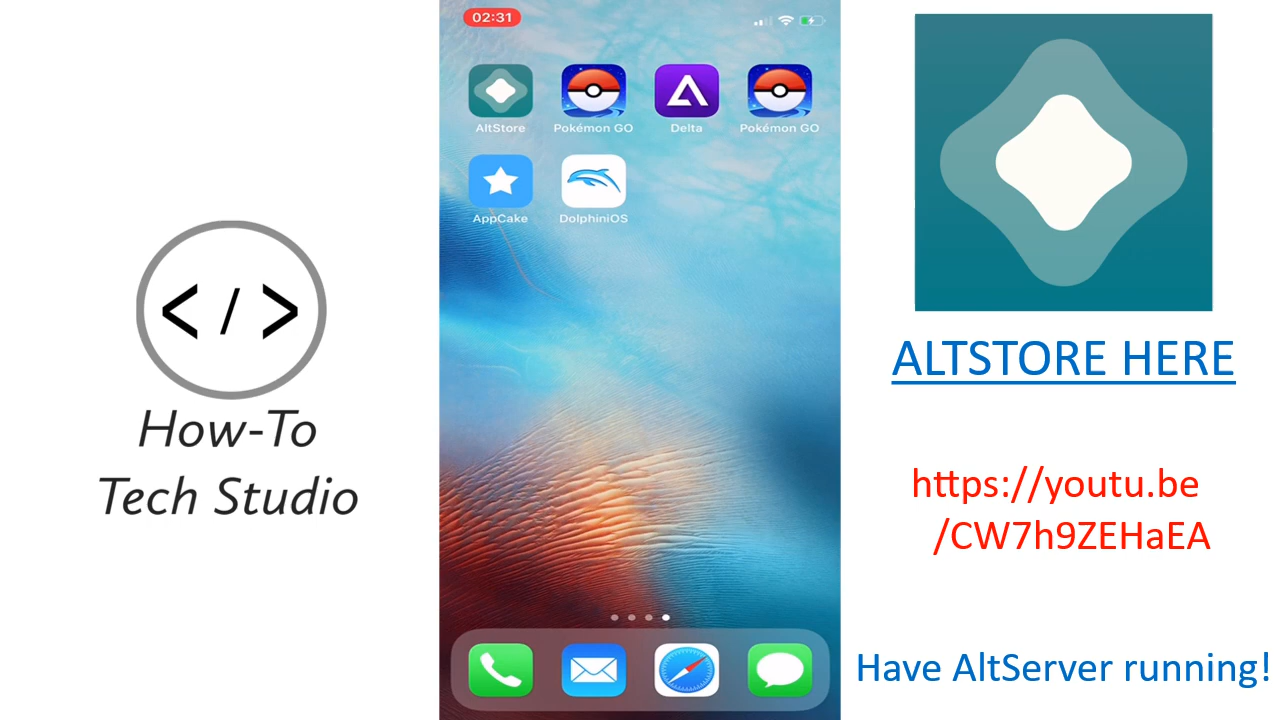 < / >
How-To
Tech Studio
02:31
AltStore
Pokémon GO
Delta
Pokémon GO
AppCake
DolphiniOS
ALTSTORE HERE
https://youtu.be
/CW7h9ZEHaEA
Have AltServer running!